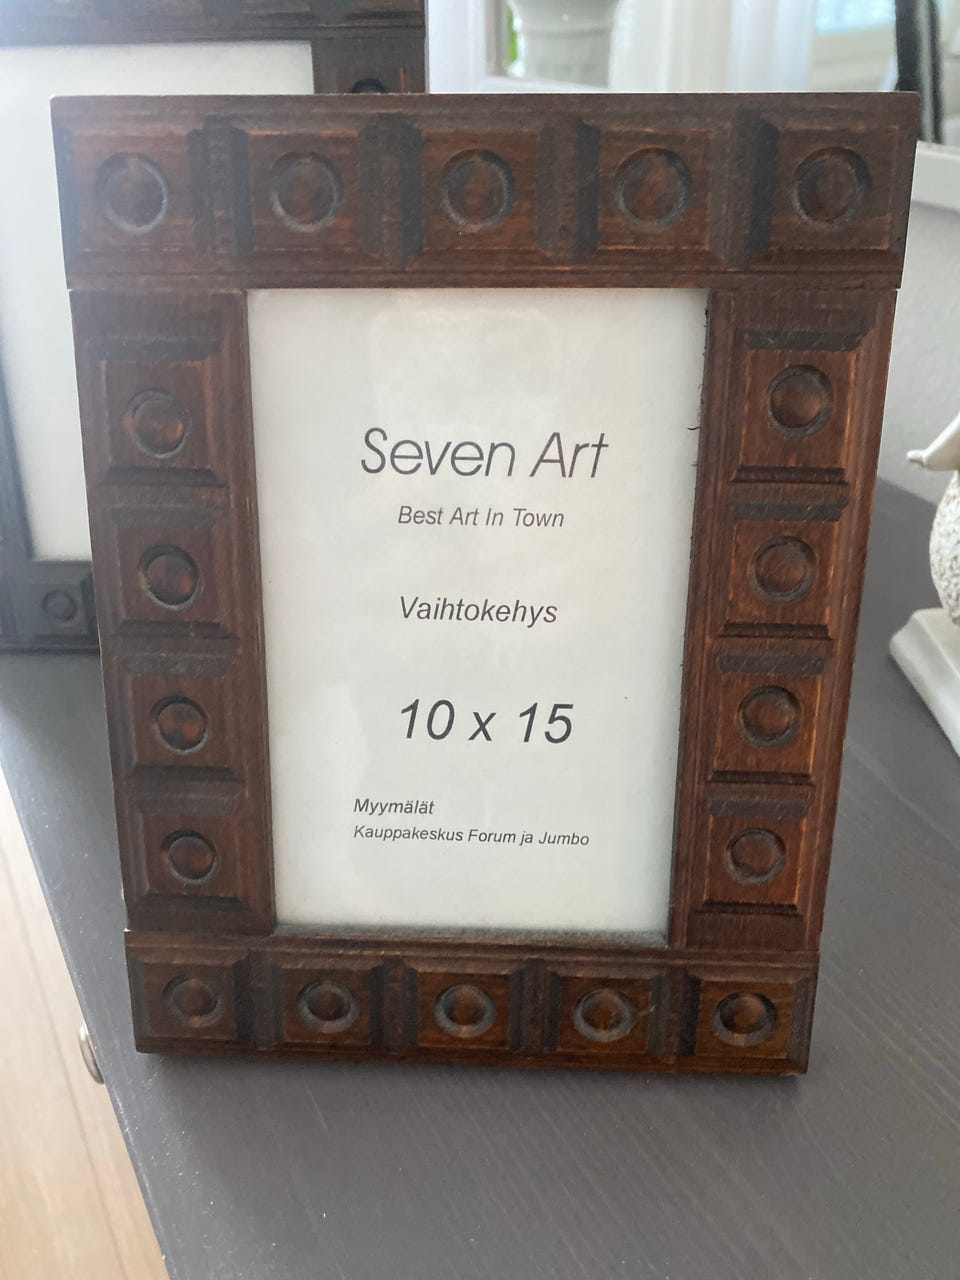 Seven Art
Best Art In Town
Vaihtokehys
10 x 15
Myymälät
Kauppakeskus Forum ja Jumbo